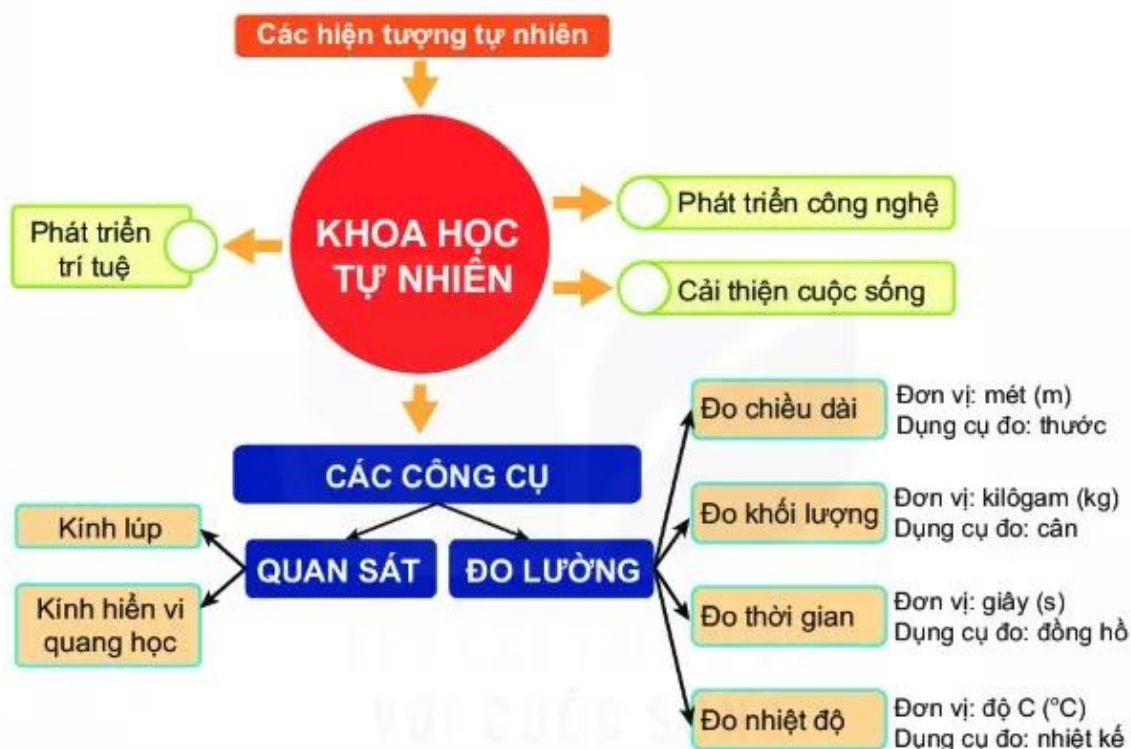 Các hiện tượng tự nhiên
KHOA HỌC
TỰ NHIÊN
Phát triển
trí tuệ
Phát triển công nghệ
Cải thiện cuộc sống
CÁC CÔNG CỤ
QUAN SÁT
ĐO LƯỜNG
Kính lúp
Kính hiển vi
quang học
Đo chiều dài
Đơn vị: mét (m)
Dụng cụ đo: thước
Đo khối lượng
Đơn vị: kilôgam (kg)
Dụng cụ đo: cân
Đo thời gian
Đơn vị: giây (s)
Dụng cụ đo: đồng hồ
Đo nhiệt độ
Đơn vị: độ C (°C)
Dụng cụ đo: nhiệt kế